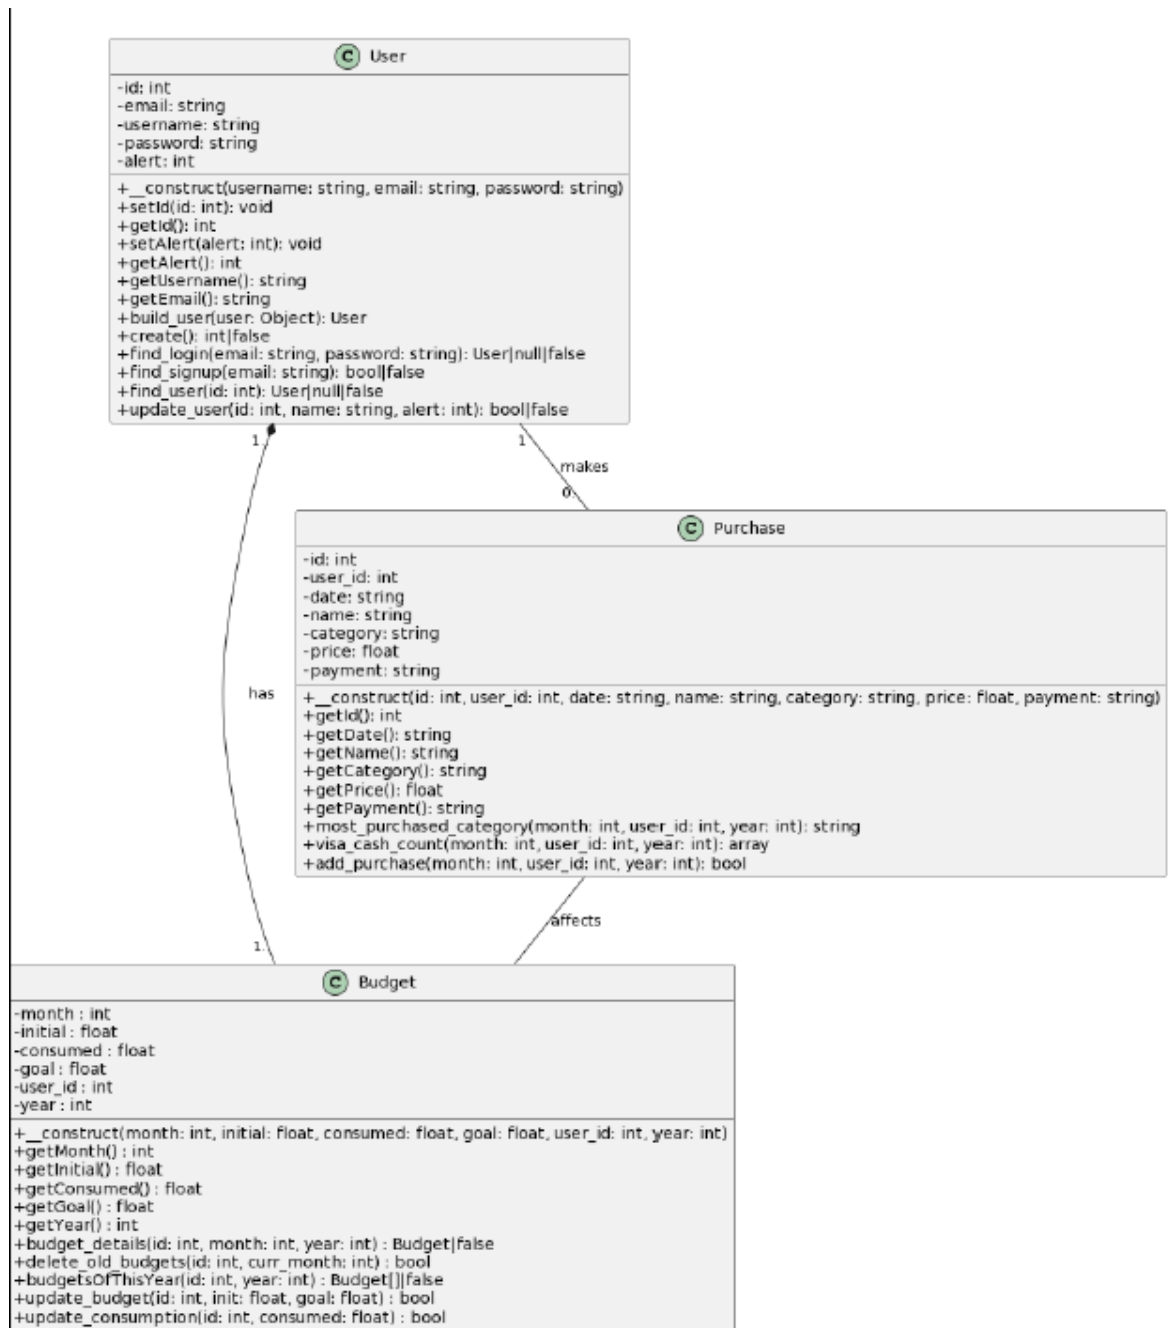 C User
-id: int
-email: string
-username: string
-password: string
-alert: int
+__construct(username: string, email: string, password: string)
+setId(id: int): void
+getId(): int
+setAlert(alert: int): void
+getAlert(): int
+getUsername(): string
+getEmail(): string
+build_user(user: Object): User
+create(): int|false
+find_login(email: string, password: string): User|null|false
+find_signup(email: string): bool|false
+find_user(id: int): User|null|false
+update_user(id: int, name: string, alert: int): bool|false
1.
1
makes
0.
C Purchase
-id: int
-user_id: int
-date: string
-name: string
-category: string
-price: float
-payment: string
+__construct(id: int, user_id: int, date: string, name: string, category: string, price: float, payment: string)
+getId(): int
+getDate(): string
+getName(): string
+getCategory(): string
+getPrice(): float
+getPayment(): string
+most_purchased_category(month: int, user_id: int, year: int): string
+visa_cash_count(month: int, user_id: int, year: int): array
+add_purchase(month: int, user_id: int, year: int): bool
has
affects
1.
C Budget
-month : int
-initial : float
-consumed : float
-goal : float
-user_id : int
-year : int
+__construct(month: int, initial: float, consumed: float, goal: float, user_id: int, year: int)
+getMonth() : int
+getInitial() : float
+getConsumed() : float
+getGoal() : float
+getYear() : int
+budget_details(id: int, month: int, year: int) : Budget|false
+delete_old_budgets(id: int, curr_month: int) : bool
+budgetsOfThisYear(id: int, year: int) : Budget[]|false
+update_budget(id: int, init: float, goal: float) : bool
+update_consumption(id: int, consumed: float) : bool